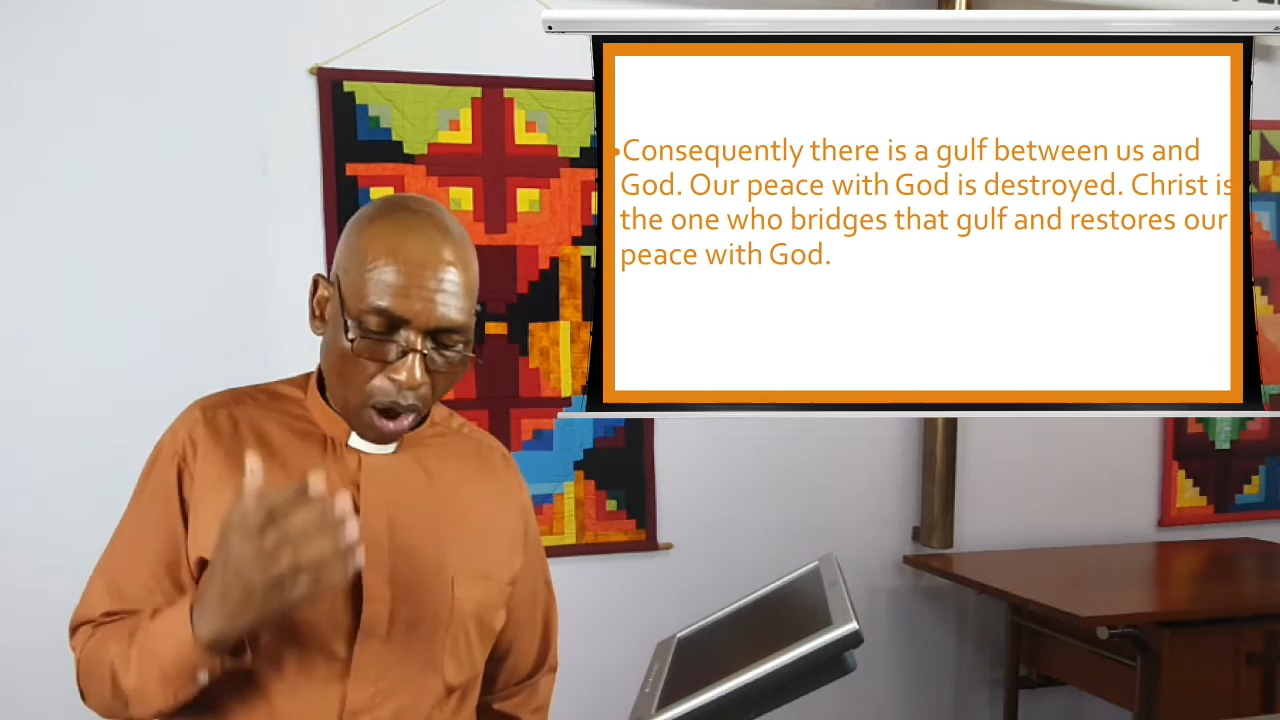 •Consequently there is a gulf between us and
God. Our peace with God is destroyed. Christ is
the one who bridges that gulf and restores our
peace with God.